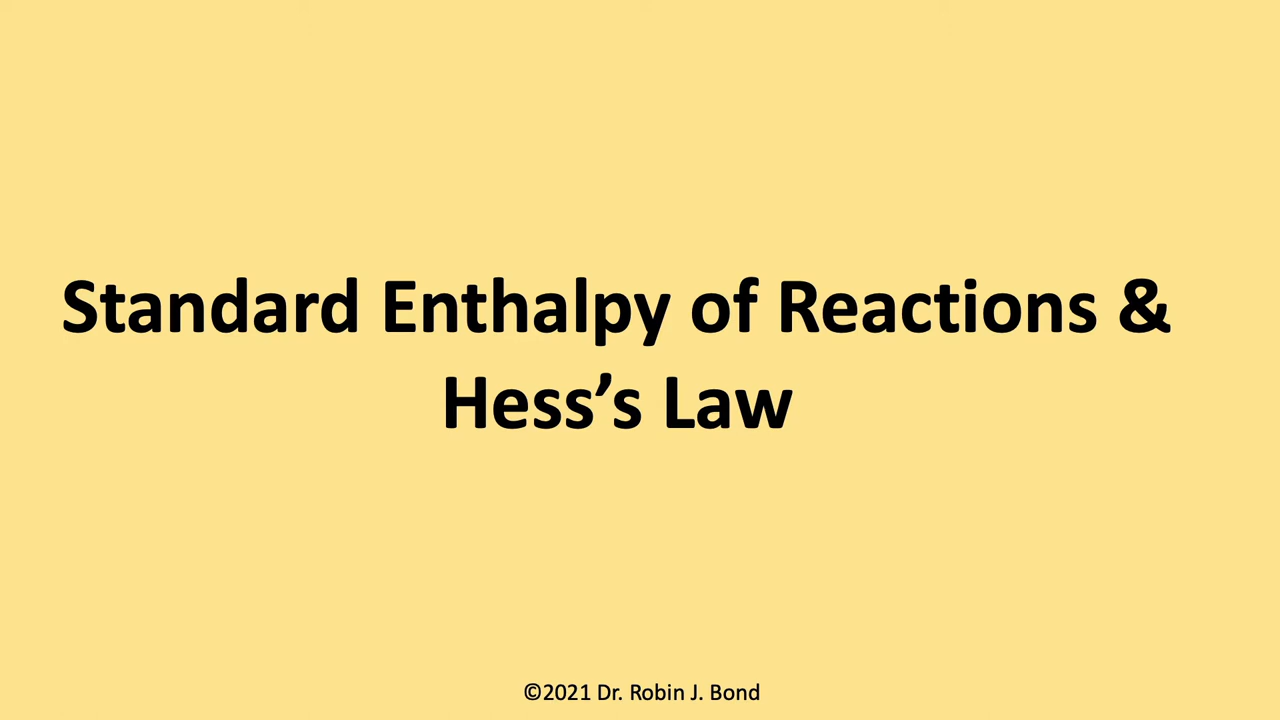 Standard Enthalpy of Reactions &
Hess’s Law
©2021 Dr. Robin J. Bond